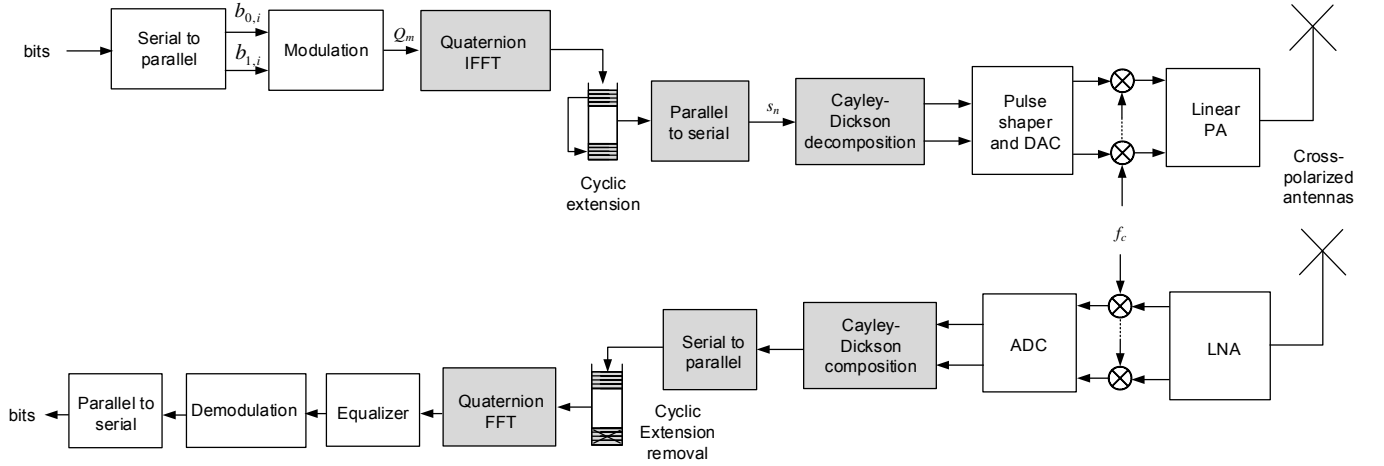 bits
Serial to
parallel
b0,i
b1,i
Modulation
Qm
Quaternion
IFFT
Cyclic
extension
Parallel
to serial
sn
Cayley-
Dickson
decomposition
Pulse
shaper
and DAC
Linear
PA
Cross-
polarized
antennas
fc
LNA
ADC
Cayley-
Dickson
composition
Serial to
parallel
Cyclic
Extension
removal
Quaternion
FFT
Equalizer
Demodulation
Parallel to
serial
bits